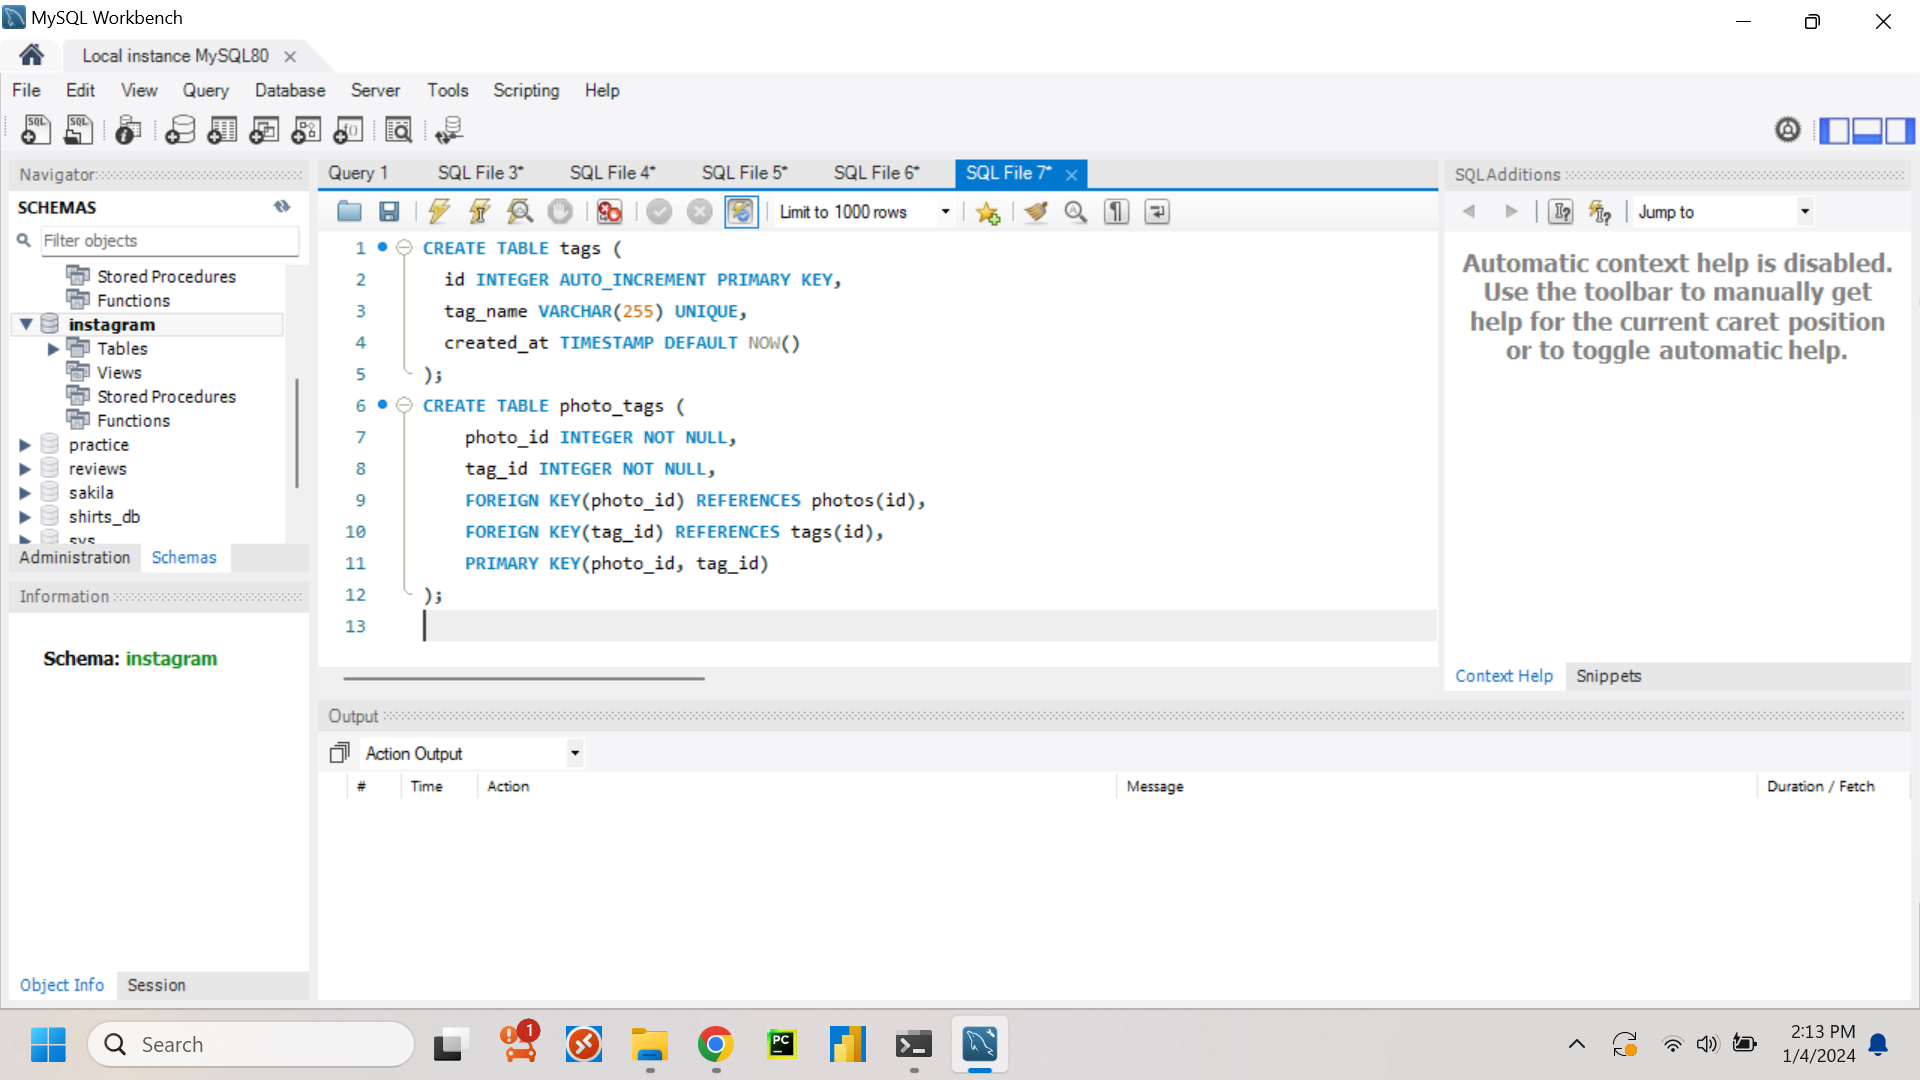 MySQL Workbench
Local instance MySQL80
File Edit View Query Database Server Tools Scripting Help
Navigator
SCHEMAS
Filter objects
Stored Procedures
Functions
instagram
Tables
Views
Stored Procedures
Functions
practice
reviews
sakila
shirts_db
sys
Administration Schemas
Information
Schema: instagram
Object Info Session
Query 1 SQL File 3* SQL File 4* SQL File 5* SQL File 6* SQL File 7*
Limit to 1000 rows
1 CREATE TABLE tags (
2 id INTEGER AUTO_INCREMENT PRIMARY KEY,
3 tag_name VARCHAR(255) UNIQUE,
4 created_at TIMESTAMP DEFAULT NOW()
5 );
6 CREATE TABLE photo_tags (
7 photo_id INTEGER NOT NULL,
8 tag_id INTEGER NOT NULL,
9 FOREIGN KEY(photo_id) REFERENCES photos(id),
10 FOREIGN KEY(tag_id) REFERENCES tags(id),
11 PRIMARY KEY(photo_id, tag_id)
12 );
13
SQLAdditions
Jump to
Automatic context help is disabled.
Use the toolbar to manually get
help for the current caret position
or to toggle automatic help.
Context Help Snippets
Output
Action Output
# Time Action Message Duration / Fetch
Search
1
PC
2:13 PM
1/4/2024